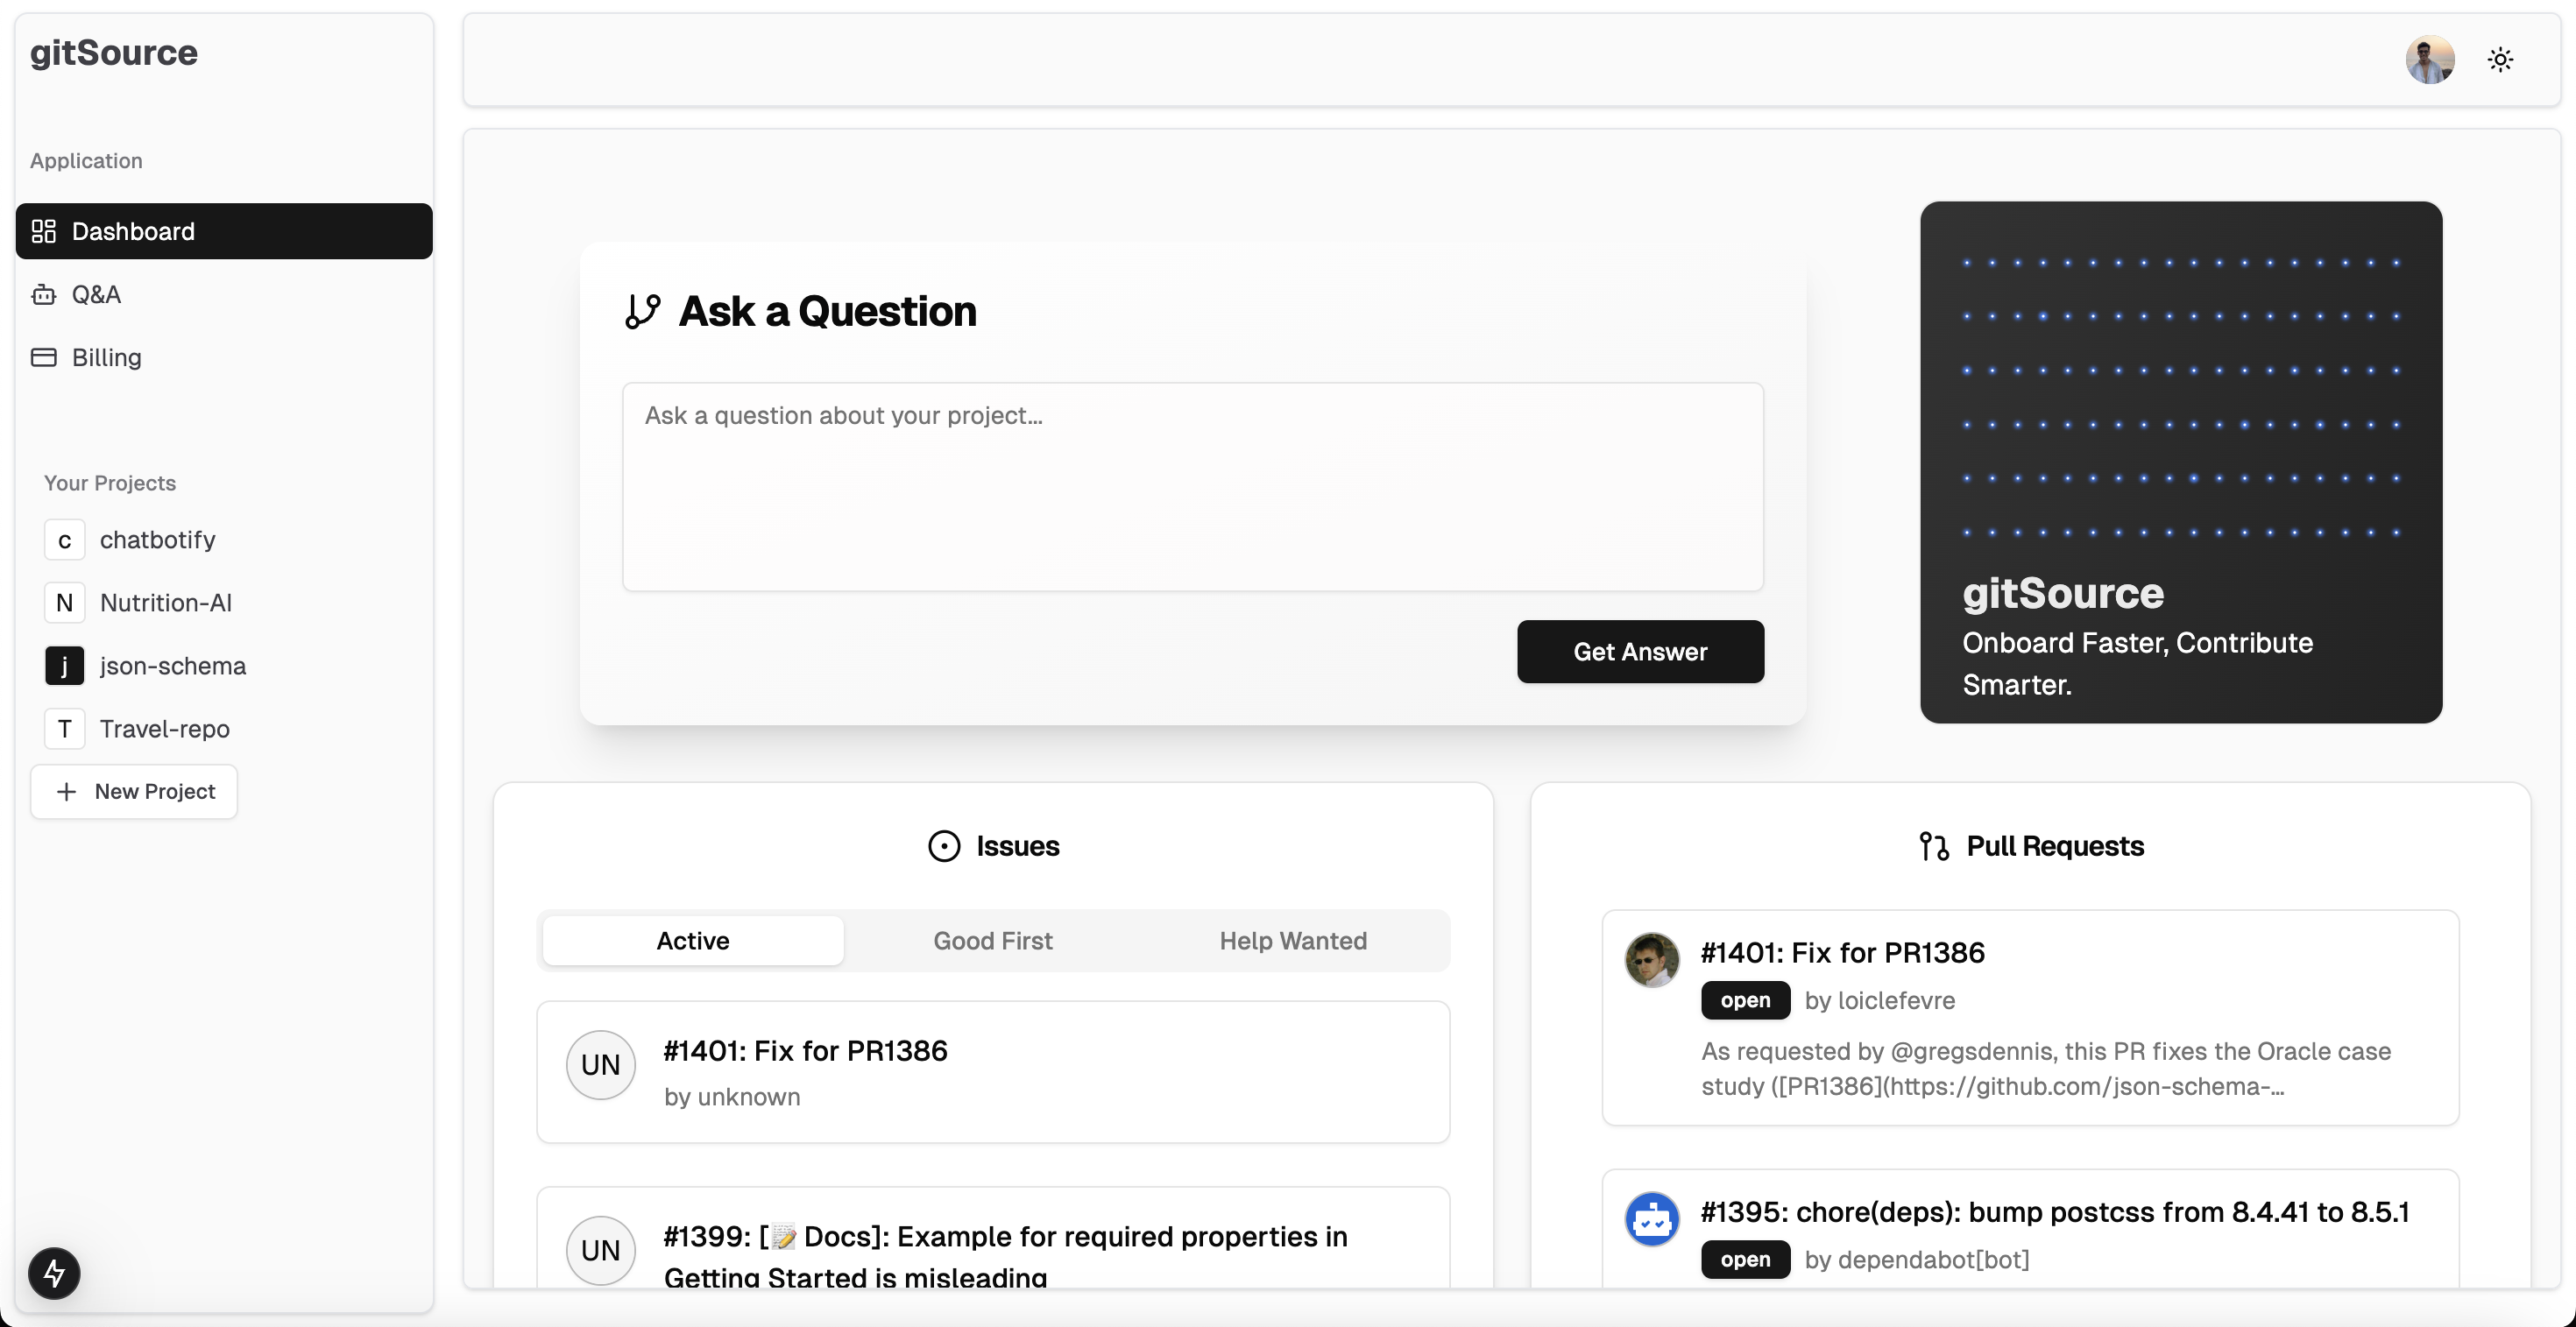 gitSource
Application
Dashboard
Q&A
Billing
Your Projects
c chatbotify
N Nutrition-AI
j json-schema
T Travel-repo
+ New Project
Ask a Question
Ask a question about your project...
Get Answer
gitSource
Onboard Faster, Contribute
Smarter.
Issues
Active Good First Help Wanted
UN
#1401: Fix for PR1386
by unknown
UN
#1399: [📝 Docs]: Example for required properties in
Getting Started is misleading
Pull Requests
#1401: Fix for PR1386
open by loiclefevre
As requested by @gregsdennis, this PR fixes the Oracle case
study ([PR1386](https://github.com/json-schema-...
#1395: chore(deps): bump postcss from 8.4.41 to 8.5.1
open by dependabot[bot]